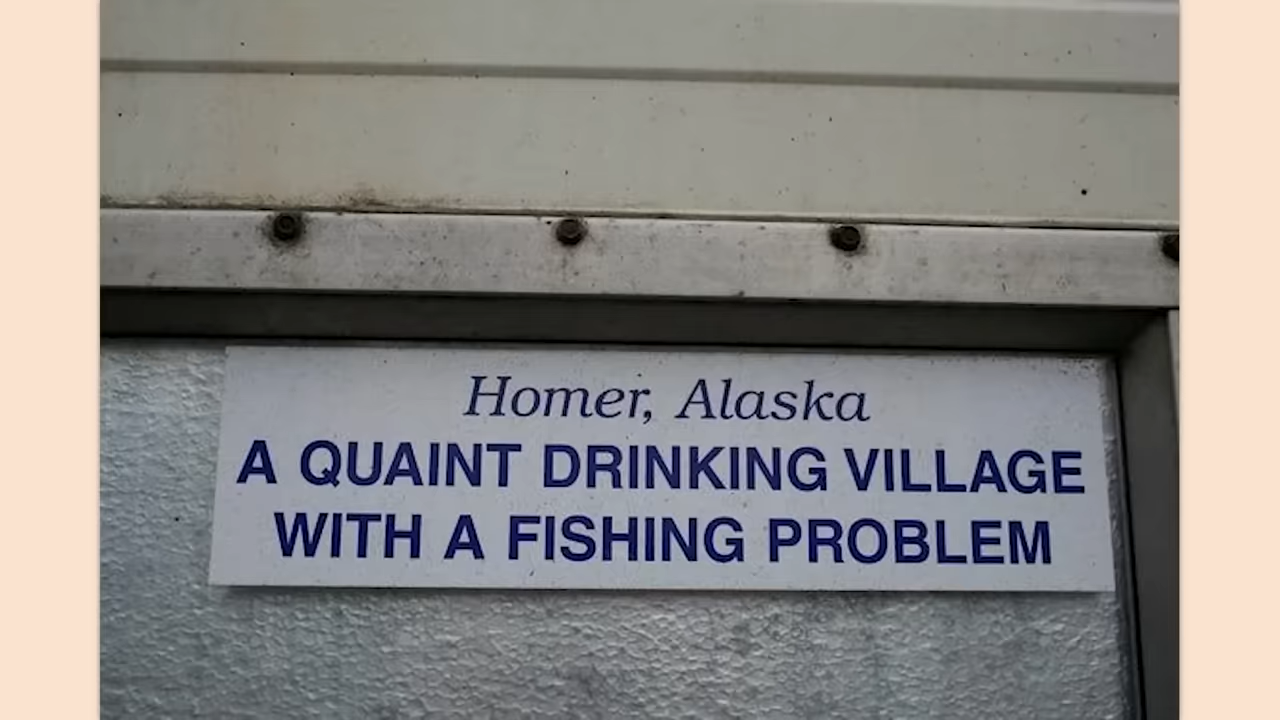 Homer, Alaska
A QUAINT DRINKING VILLAGE
WITH A FISHING PROBLEM